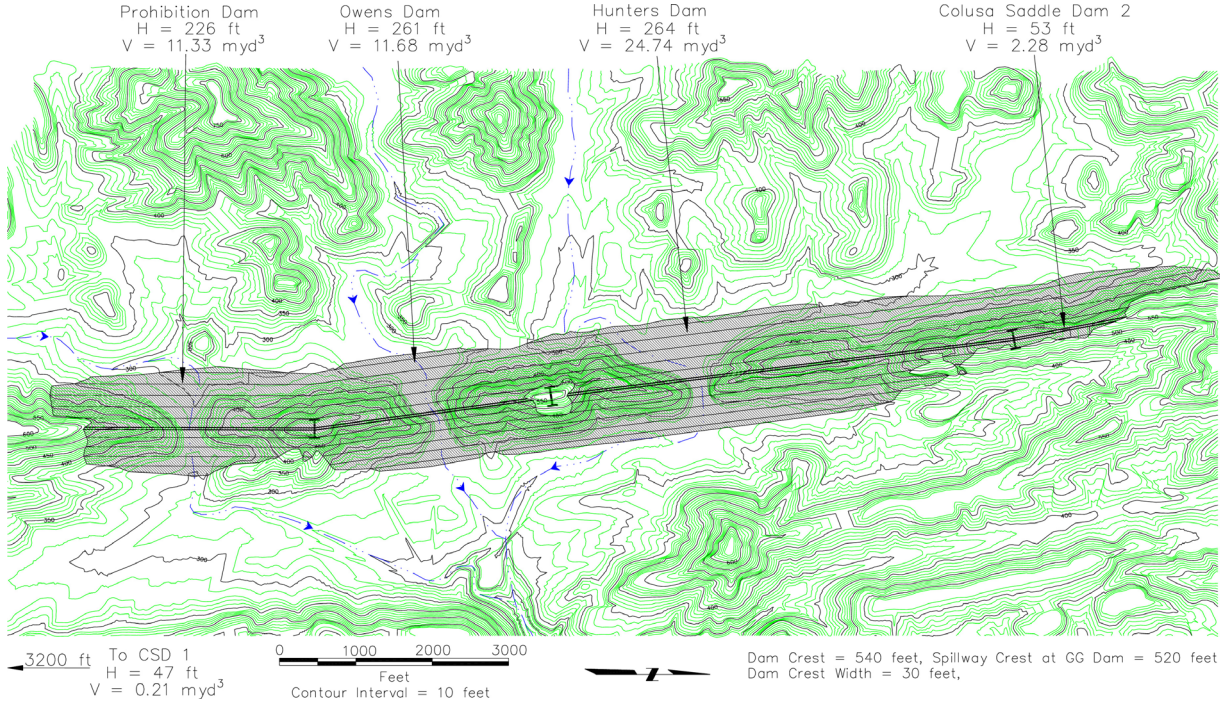 Prohibition Dam
H = 226 ft
V = 11.33 myd³
Owens Dam
H = 261 ft
V = 11.68 myd³
Hunters Dam
H = 264 ft
V = 24.74 myd³
Colusa Saddle Dam 2
H = 53 ft
V = 2.28 myd³
3200 ft
To CSD 1
H = 47 ft
V = 0.21 myd³
0 1000 2000 3000
Feet
Contour Interval = 10 feet
Z
Dam Crest = 540 feet, Spillway Crest at GG Dam = 520 feet
Dam Crest Width = 30 feet,